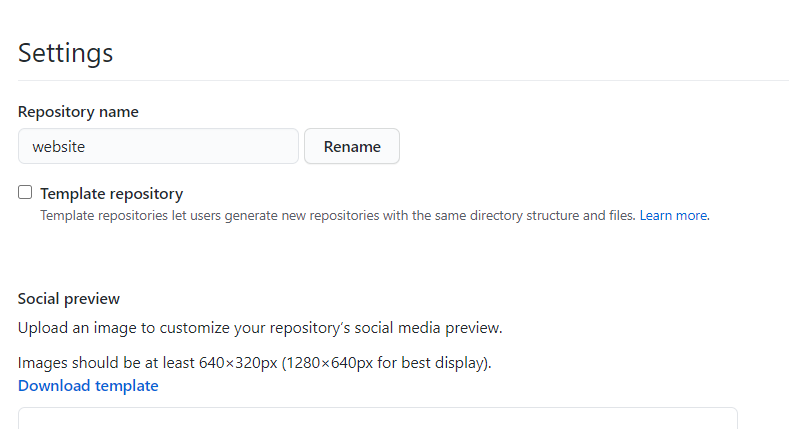 Settings
Repository name
website
Rename
Template repository
Template repositories let users generate new repositories with the same directory structure and files. Learn more.
Social preview
Upload an image to customize your repository’s social media preview.
Images should be at least 640×320px (1280×640px for best display).
Download template